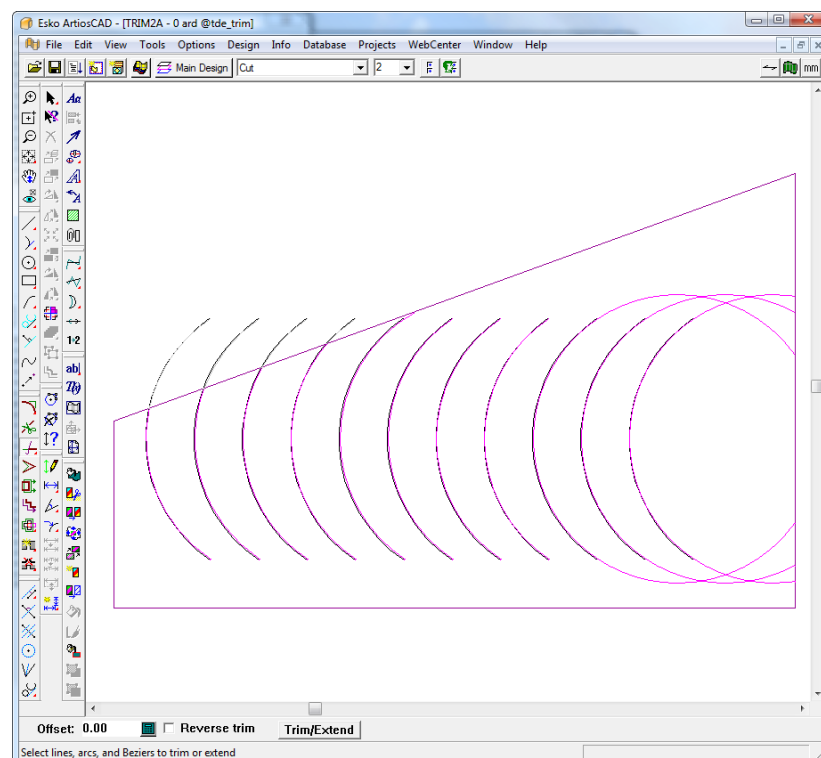 Esko ArtiosCAD - [TRIM2A - 0 ard @tde_trim]
File Edit View Tools Options Design Info Database Projects WebCenter Window Help
Main Design Cut 2 mm
Aα
A
A
1·2
ab|
1?
Offset: 0.00 Reverse trim Trim/Extend
Select lines, arcs, and Beziers to trim or extend